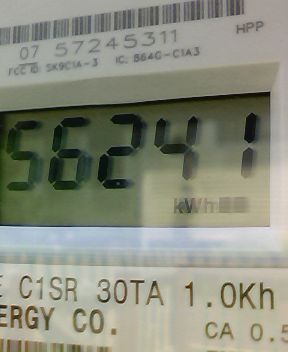 07 57245311
HPP
FCC ID: SK9C1A-3 IC: 864G-C1A3
56241
kWh
C1SR 30TA 1.0Kh
ERGY CO.
CA 0.5